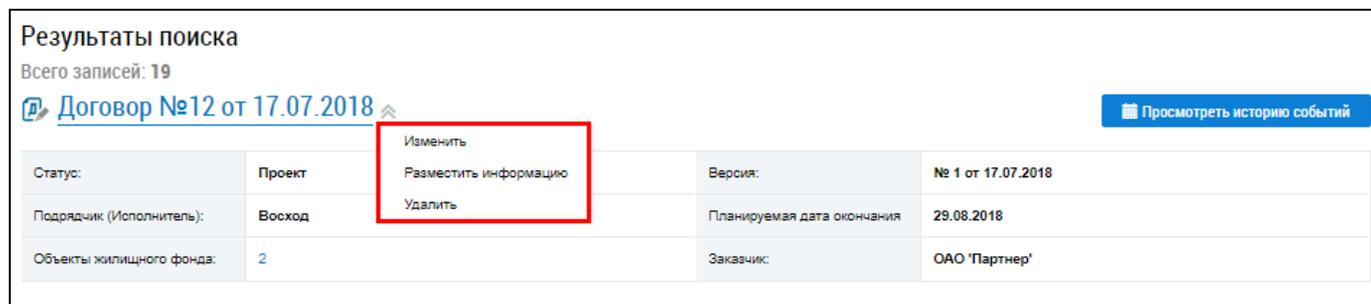 Результаты поиска
Всего записей: 19
Договор №12 от 17.07.2018
Просмотреть историю событий
Изменить
Разместить информацию
Удалить
Статус: Проект Версия: № 1 от 17.07.2018
Подрядчик (Исполнитель): Восход Планируемая дата окончания 29.08.2018
Объекты жилищного фонда: 2 Заказчик: ОАО 'Партнер'